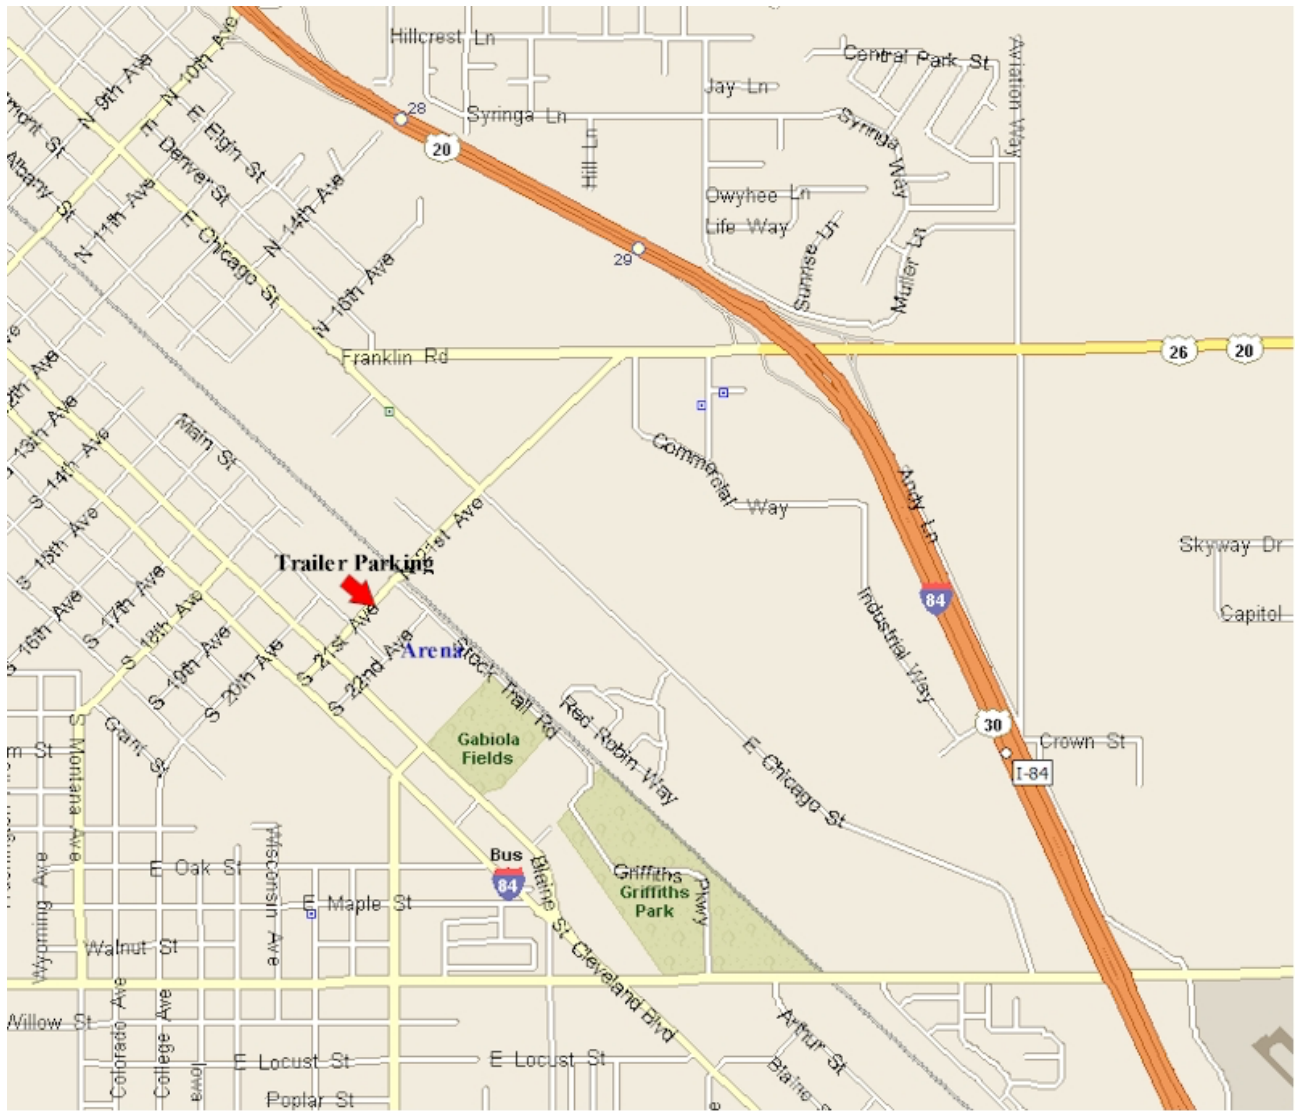 Hillcrest Ln
Central Park St
Aviation Way
N 10th Ave
N 9th Ave
Jay Ln
28
Syringa Ln
20
Syringa Way
E Elgin St
E Denver St
Albany St
Hill Ln
N 14th Ave
N 11th Ave
Owyhee Ln
Life Way
E Chicago St
Sunrise Ln
Muller Ln
29
N 16th Ave
Franklin Rd
26
20
13th Ave
S 14th Ave
Main St
Commercial Way
Andy Ln
S 15th Ave
21st Ave
Skyway Dr
Trailer Parking
S 16th Ave
S 17th Ave
S 18th Ave
84
Industrial Way
Capitol
S 21st Ave
S 22nd Ave
Arena
S 19th Ave
S 20th Ave
Stock Trail Rd
Red Robin Way
30
Crown St
I-84
Grant St
S Montana Ave
Gabiola
Fields
E Chicago St
Bus
84
E Oak St
Wisconsin Ave
E Maple St
Blaine St
Griffiths Pkwy
Griffiths
Park
Wyoming Ave
Walnut St
Cleveland Blvd
Willow St
Colorado Ave
College Ave
Iowa
E Locust St
E Locust St
Arthur St
Blaine St
Poplar St